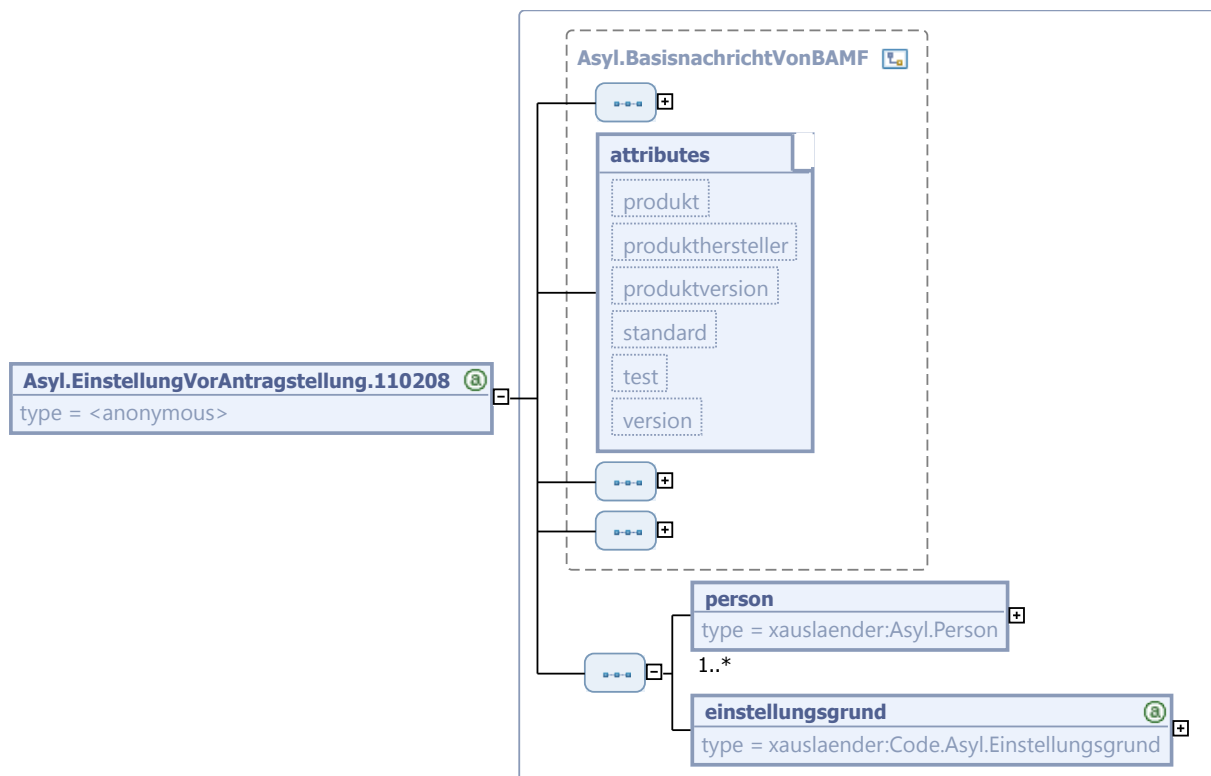 Asyl.BasisnachrichtVonBAMF
attributes
produkt
produkthersteller
produktversion
standard
test
version
Asyl.EinstellungVorAntragstellung.110208 a
type = <anonymous>
person
type = xauslaender:Asyl.Person
1..*
einstellungsgrund a
type = xauslaender:Code.Asyl.Einstellungsgrund